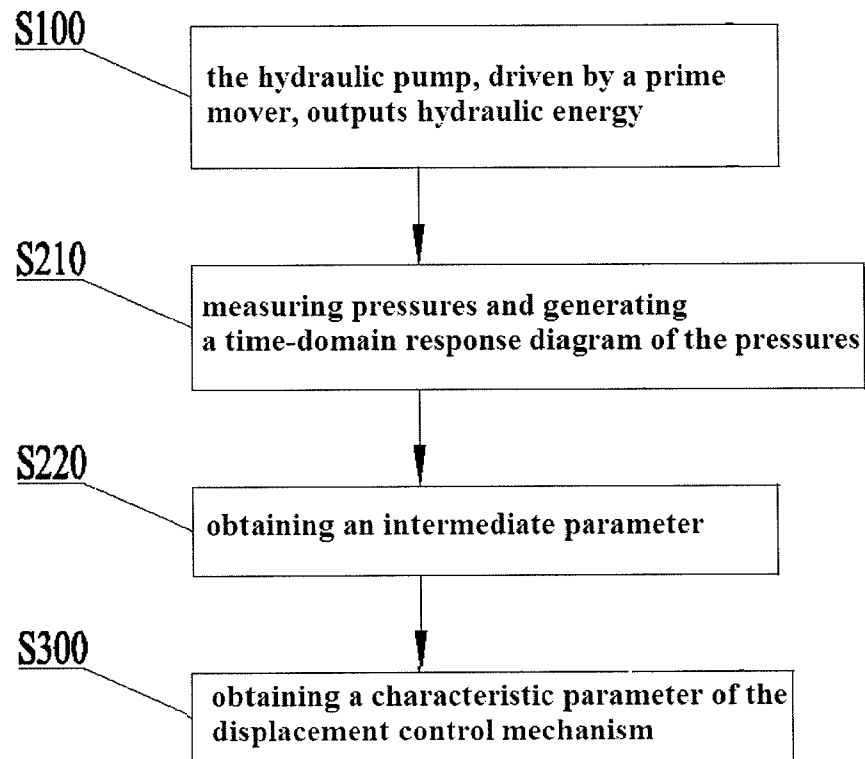 S100
the hydraulic pump, driven by a prime
mover, outputs hydraulic energy
S210
measuring pressures and generating
a time-domain response diagram of the pressures
S220
obtaining an intermediate parameter
S300
obtaining a characteristic parameter of the
displacement control mechanism